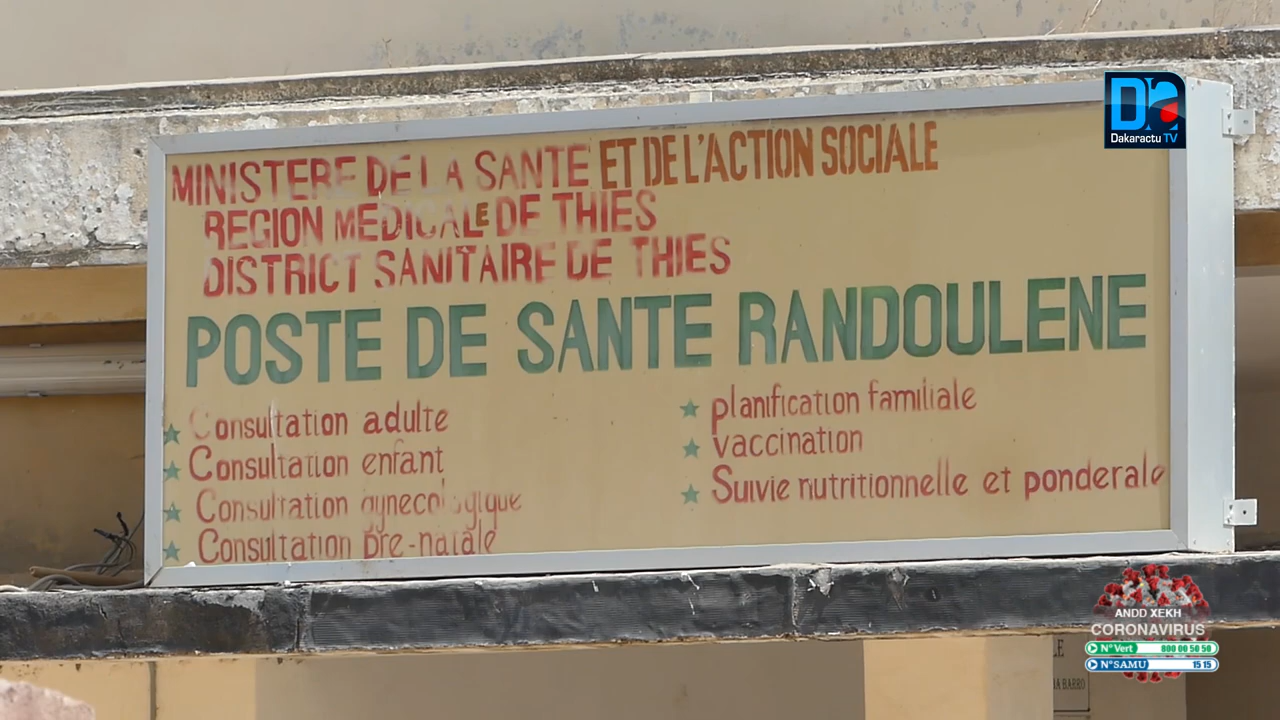 MINISTERE DE LA SANTE ET DE L'ACTION SOCIALE
REGION MEDICALE DE THIES
DISTRICT SANITAIRE DE THIES
POSTE DE SANTE RANDOULENE
Consultation adulte
Consultation enfant
Consultation gynecologique
Consultation pre-natale
planification familiale
vaccination
Suivie nutritionnelle et ponderale
Dakaractu TV
ANDD XEKH
CORONAVIRUS
N° Vert 800 00 50 50
N° SAMU 15 15